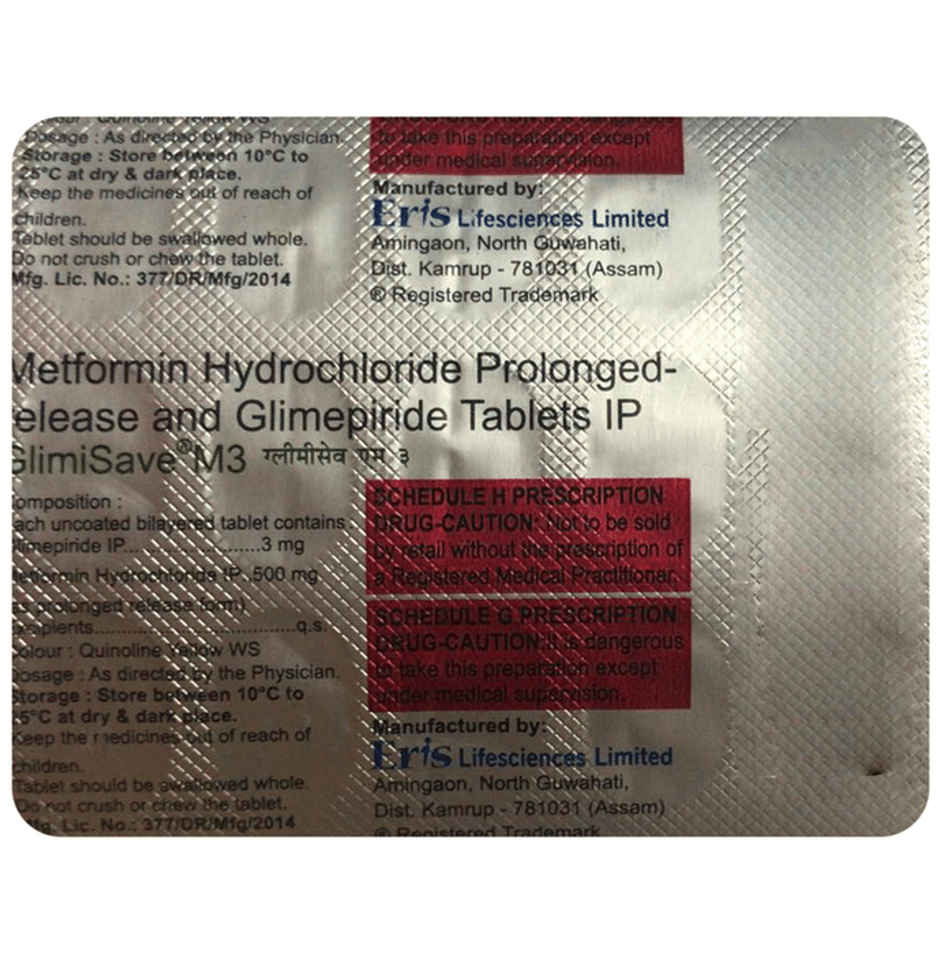 Dosage : As directed by the Physician.
Storage : Store between 10°C to
25°C at dry & dark place.
Keep the medicines out of reach of
children.
Tablet should be swallowed whole.
Do not crush or chew the tablet.
Mfg. Lic. No.: 377/DR/Mfg/2014
to take this preparation except
under medical supervision.
Manufactured by:
Eris Lifesciences Limited
Amingaon, North Guwahati,
Dist. Kamrup - 781031 (Assam)
® Registered Trademark
Metformin Hydrochloride Prolonged-
elease and Glimepiride Tablets IP
GlimiSave®M3 ग्लीमीसेव एम ३
omposition :
ach uncoated bilayered tablet contains
limepiride IP......................3 mg
etformin Hydrochloride IP..500 mg
as prolonged release form)
xcipients.................................q.s.
olour : Quinoline Yellow WS
Dosage : As directed by the Physician.
Storage : Store between 10°C to
25°C at dry & dark place.
Keep the medicines out of reach of
children.
Tablet should be swallowed whole.
Do not crush or chew the tablet.
Mfg. Lic. No.: 377/DR/Mfg/2014
SCHEDULE H PRESCRIPTION
DRUG-CAUTION: Not to be sold
by retail without the prescription of
a Registered Medical Practitioner.
SCHEDULE G PRESCRIPTION
DRUG-CAUTION:It is dangerous
to take this preparation except
under medical supervision.
Manufactured by:
Eris Lifesciences Limited
Amingaon, North Guwahati,
Dist. Kamrup - 781031 (Assam)
® Registered Trademark